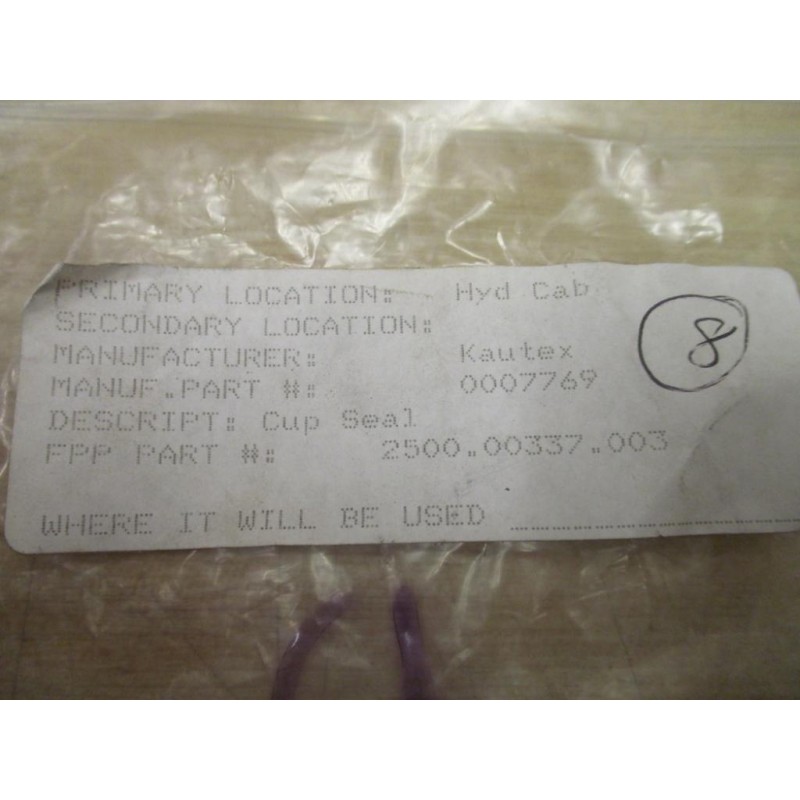 PRIMARY LOCATION: Hyd Cab
SECONDARY LOCATION:
MANUFACTURER: Kautex
MANUF.PART #: 0007769
DESCRIPT: Cup Seal
FPP PART #: 2500.00337.003
WHERE IT WILL BE USED
8